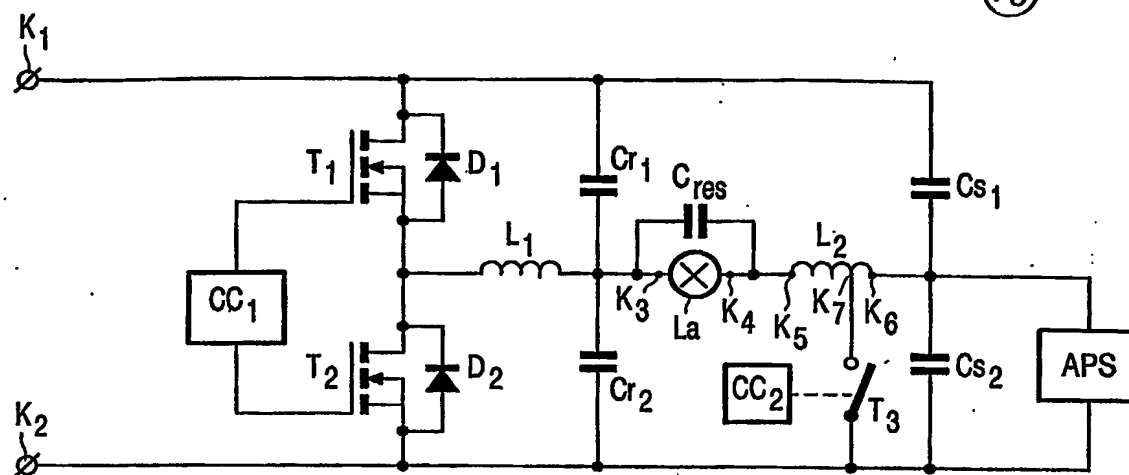 K1
T1
D1
Cr1
Cres
Cs1
L1
L2
CC1
K3
La
K4
K5
K7
K6
T2
D2
Cr2
CC2
T3
Cs2
APS
K2